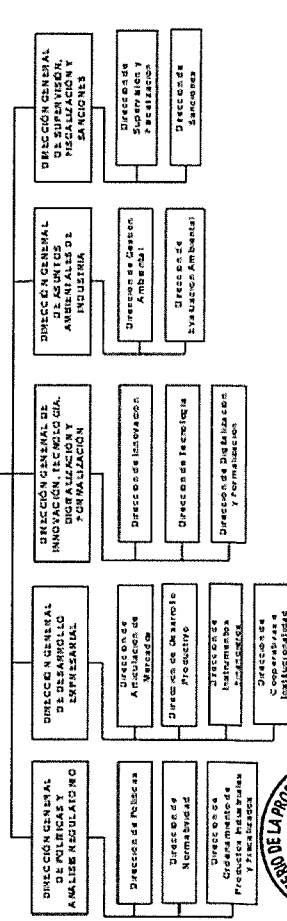 DIRECCIÓN GENERAL
DE POLÍTICAS Y
ANÁLISIS REGULATORIO
Dirección de Políticas
Dirección de
Normatividad
Dirección de
Ordenamiento de
Productos Industriales
y Fiscalizados
DIRECCIÓN GENERAL
DE DESARROLLO
EMPRESARIAL
Dirección de
Articulación de
Mercados
Dirección de Desarrollo
Productivo
Dirección de
Instrumentos
Financieros
Dirección de
Cooperativas e
Institucionalidad
DIRECCIÓN GENERAL DE
INNOVACIÓN, TECNOLOGÍA,
DIGITALIZACIÓN Y
FORMALIZACIÓN
Dirección de Innovación
Dirección de Tecnología
Dirección de Digitalización
y Formalización
DIRECCIÓN GENERAL
DE ASUNTOS
AMBIENTALES DE
INDUSTRIA
Dirección de Gestión
Ambiental
Dirección de
Evaluación Ambiental
DIRECCIÓN GENERAL
DE SUPERVISIÓN,
FISCALIZACIÓN Y
SANCIONES
Dirección de
Supervisión y
Fiscalización
Dirección de
Sanciones
DE LA